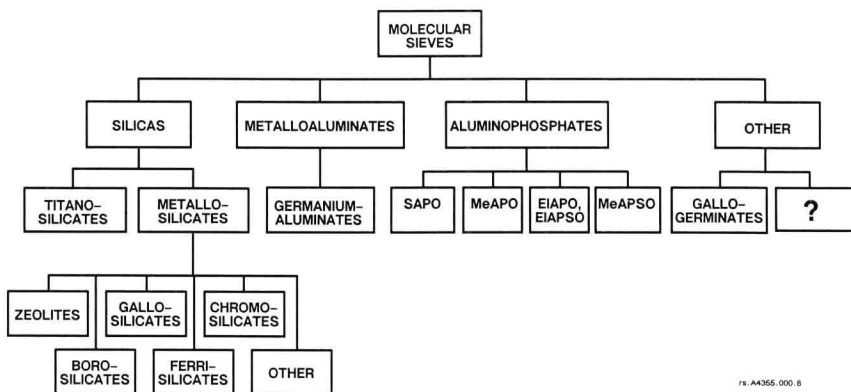 MOLECULAR
SIEVES
SILICAS
METALLOALUMINATES
ALUMINOPHOSPHATES
OTHER
TITANO–
SILICATES
METALLO–
SILICATES
GERMANIUM–
ALUMINATES
SAPO
MeAPO
ElAPO,
ElAPSO
MeAPSO
GALLO–
GERMINATES
?
ZEOLITES
GALLO–
SILICATES
CHROMO–
SILICATES
BORO–
SILICATES
FERRI–
SILICATES
OTHER
rs.A4355.000.8